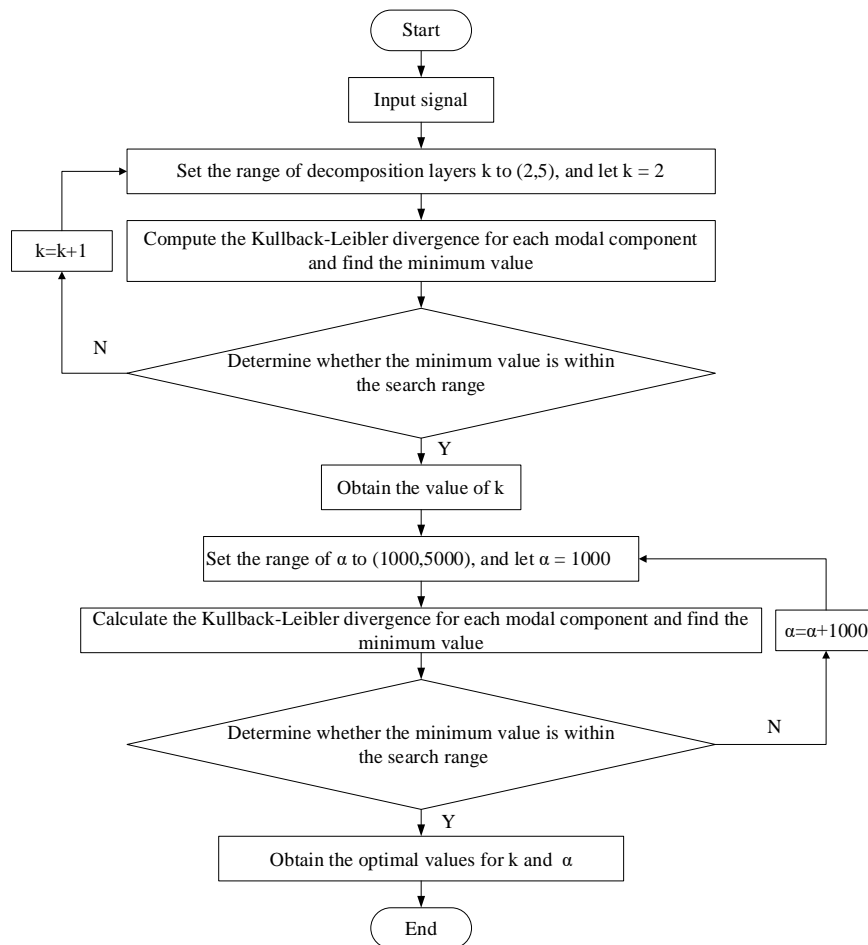 Start
Input signal
Set the range of decomposition layers k to (2,5), and let k = 2
k=k+1
Compute the Kullback-Leibler divergence for each modal component
and find the minimum value
N
Determine whether the minimum value is within
the search range
Y
Obtain the value of k
Set the range of α to (1000,5000), and let α = 1000
Calculate the Kullback-Leibler divergence for each modal component and find the
minimum value
α=α+1000
Determine whether the minimum value is within
the search range
N
Y
Obtain the optimal values for k and α
End